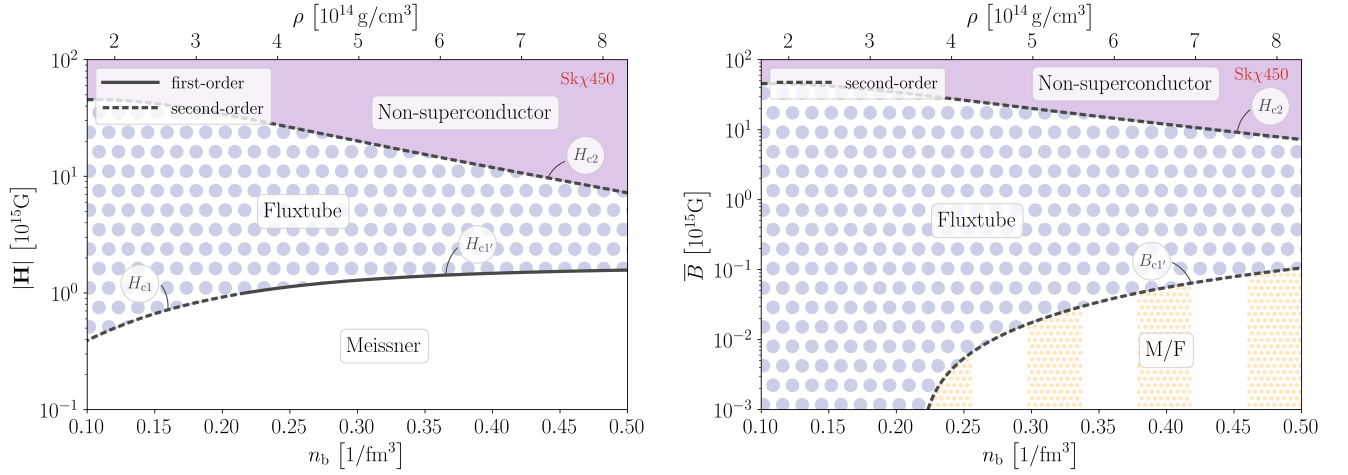 ρ [10¹⁴ g/cm³]
2 3 4 5 6 7 8
10² 10¹ 10⁰ 10⁻¹
|H| [10¹⁵G]
first-order
second-order
Skχ450
Non-superconductor
H_c2
Fluxtube
H_c1′
H_c1
Meissner
0.10 0.15 0.20 0.25 0.30 0.35 0.40 0.45 0.50
n_b [1/fm³]
ρ [10¹⁴ g/cm³]
2 3 4 5 6 7 8
10² 10¹ 10⁰ 10⁻¹ 10⁻² 10⁻³
B̅ [10¹⁵G]
second-order
Skχ450
Non-superconductor
H_c2
Fluxtube
B_c1′
M/F
0.10 0.15 0.20 0.25 0.30 0.35 0.40 0.45 0.50
n_b [1/fm³]